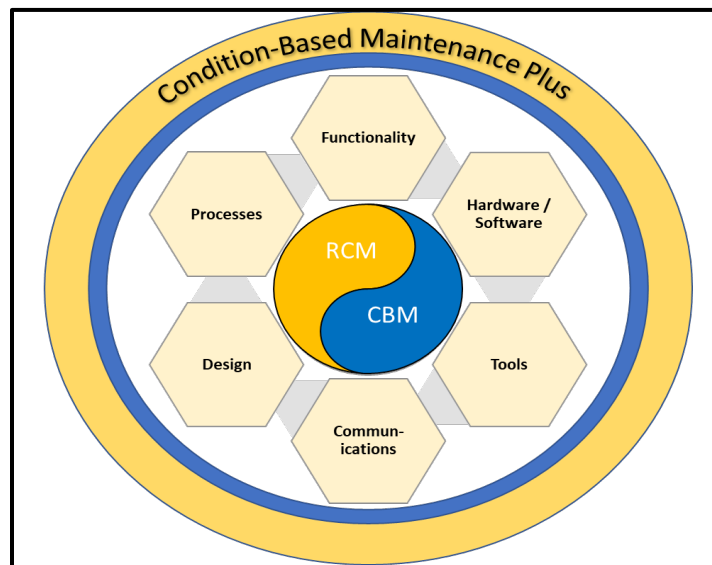 Condition-Based Maintenance Plus
Functionality
Processes
Hardware /
Software
RCM
CBM
Design
Tools
Commun-
ications